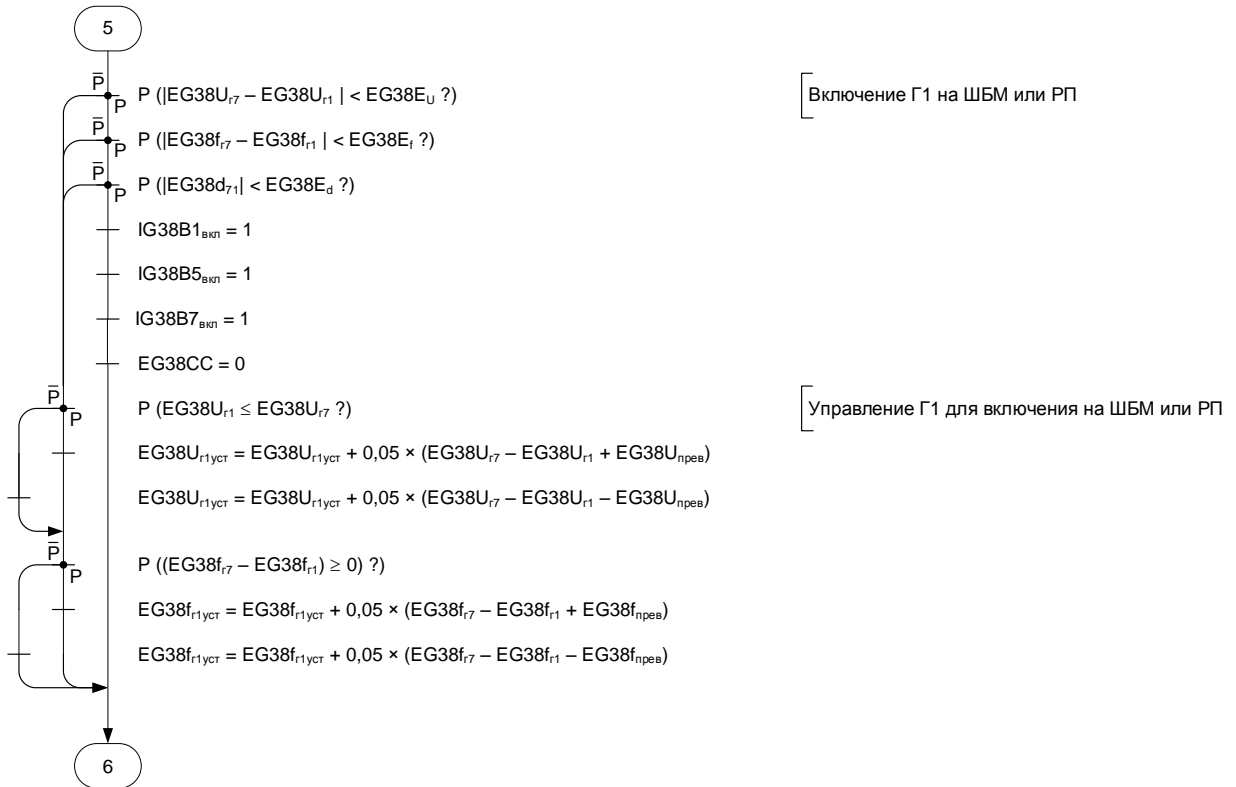 5
P̅
P
P (|EG38Uг7 – EG38Uг1 | < EG38EU ?)
Включение Г1 на ШБМ или РП
P̅
P
P (|EG38fг7 – EG38fг1 | < EG38Ef ?)
P̅
P
P (|EG38d71| < EG38Ed ?)
IG38B1вкл = 1
IG38B5вкл = 1
IG38B7вкл = 1
EG38CC = 0
P̅
P
P (EG38Uг1 ≤ EG38Uг7 ?)
Управление Г1 для включения на ШБМ или РП
EG38Uг1уст = EG38Uг1уст + 0,05 × (EG38Uг7 – EG38Uг1 + EG38Uпрев)
EG38Uг1уст = EG38Uг1уст + 0,05 × (EG38Uг7 – EG38Uг1 – EG38Uпрев)
P̅
P
P ((EG38fг7 – EG38fг1) ≥ 0) ?)
EG38fг1уст = EG38fг1уст + 0,05 × (EG38fг7 – EG38fг1 + EG38fпрев)
EG38fг1уст = EG38fг1уст + 0,05 × (EG38fг7 – EG38fг1 – EG38fпрев)
6